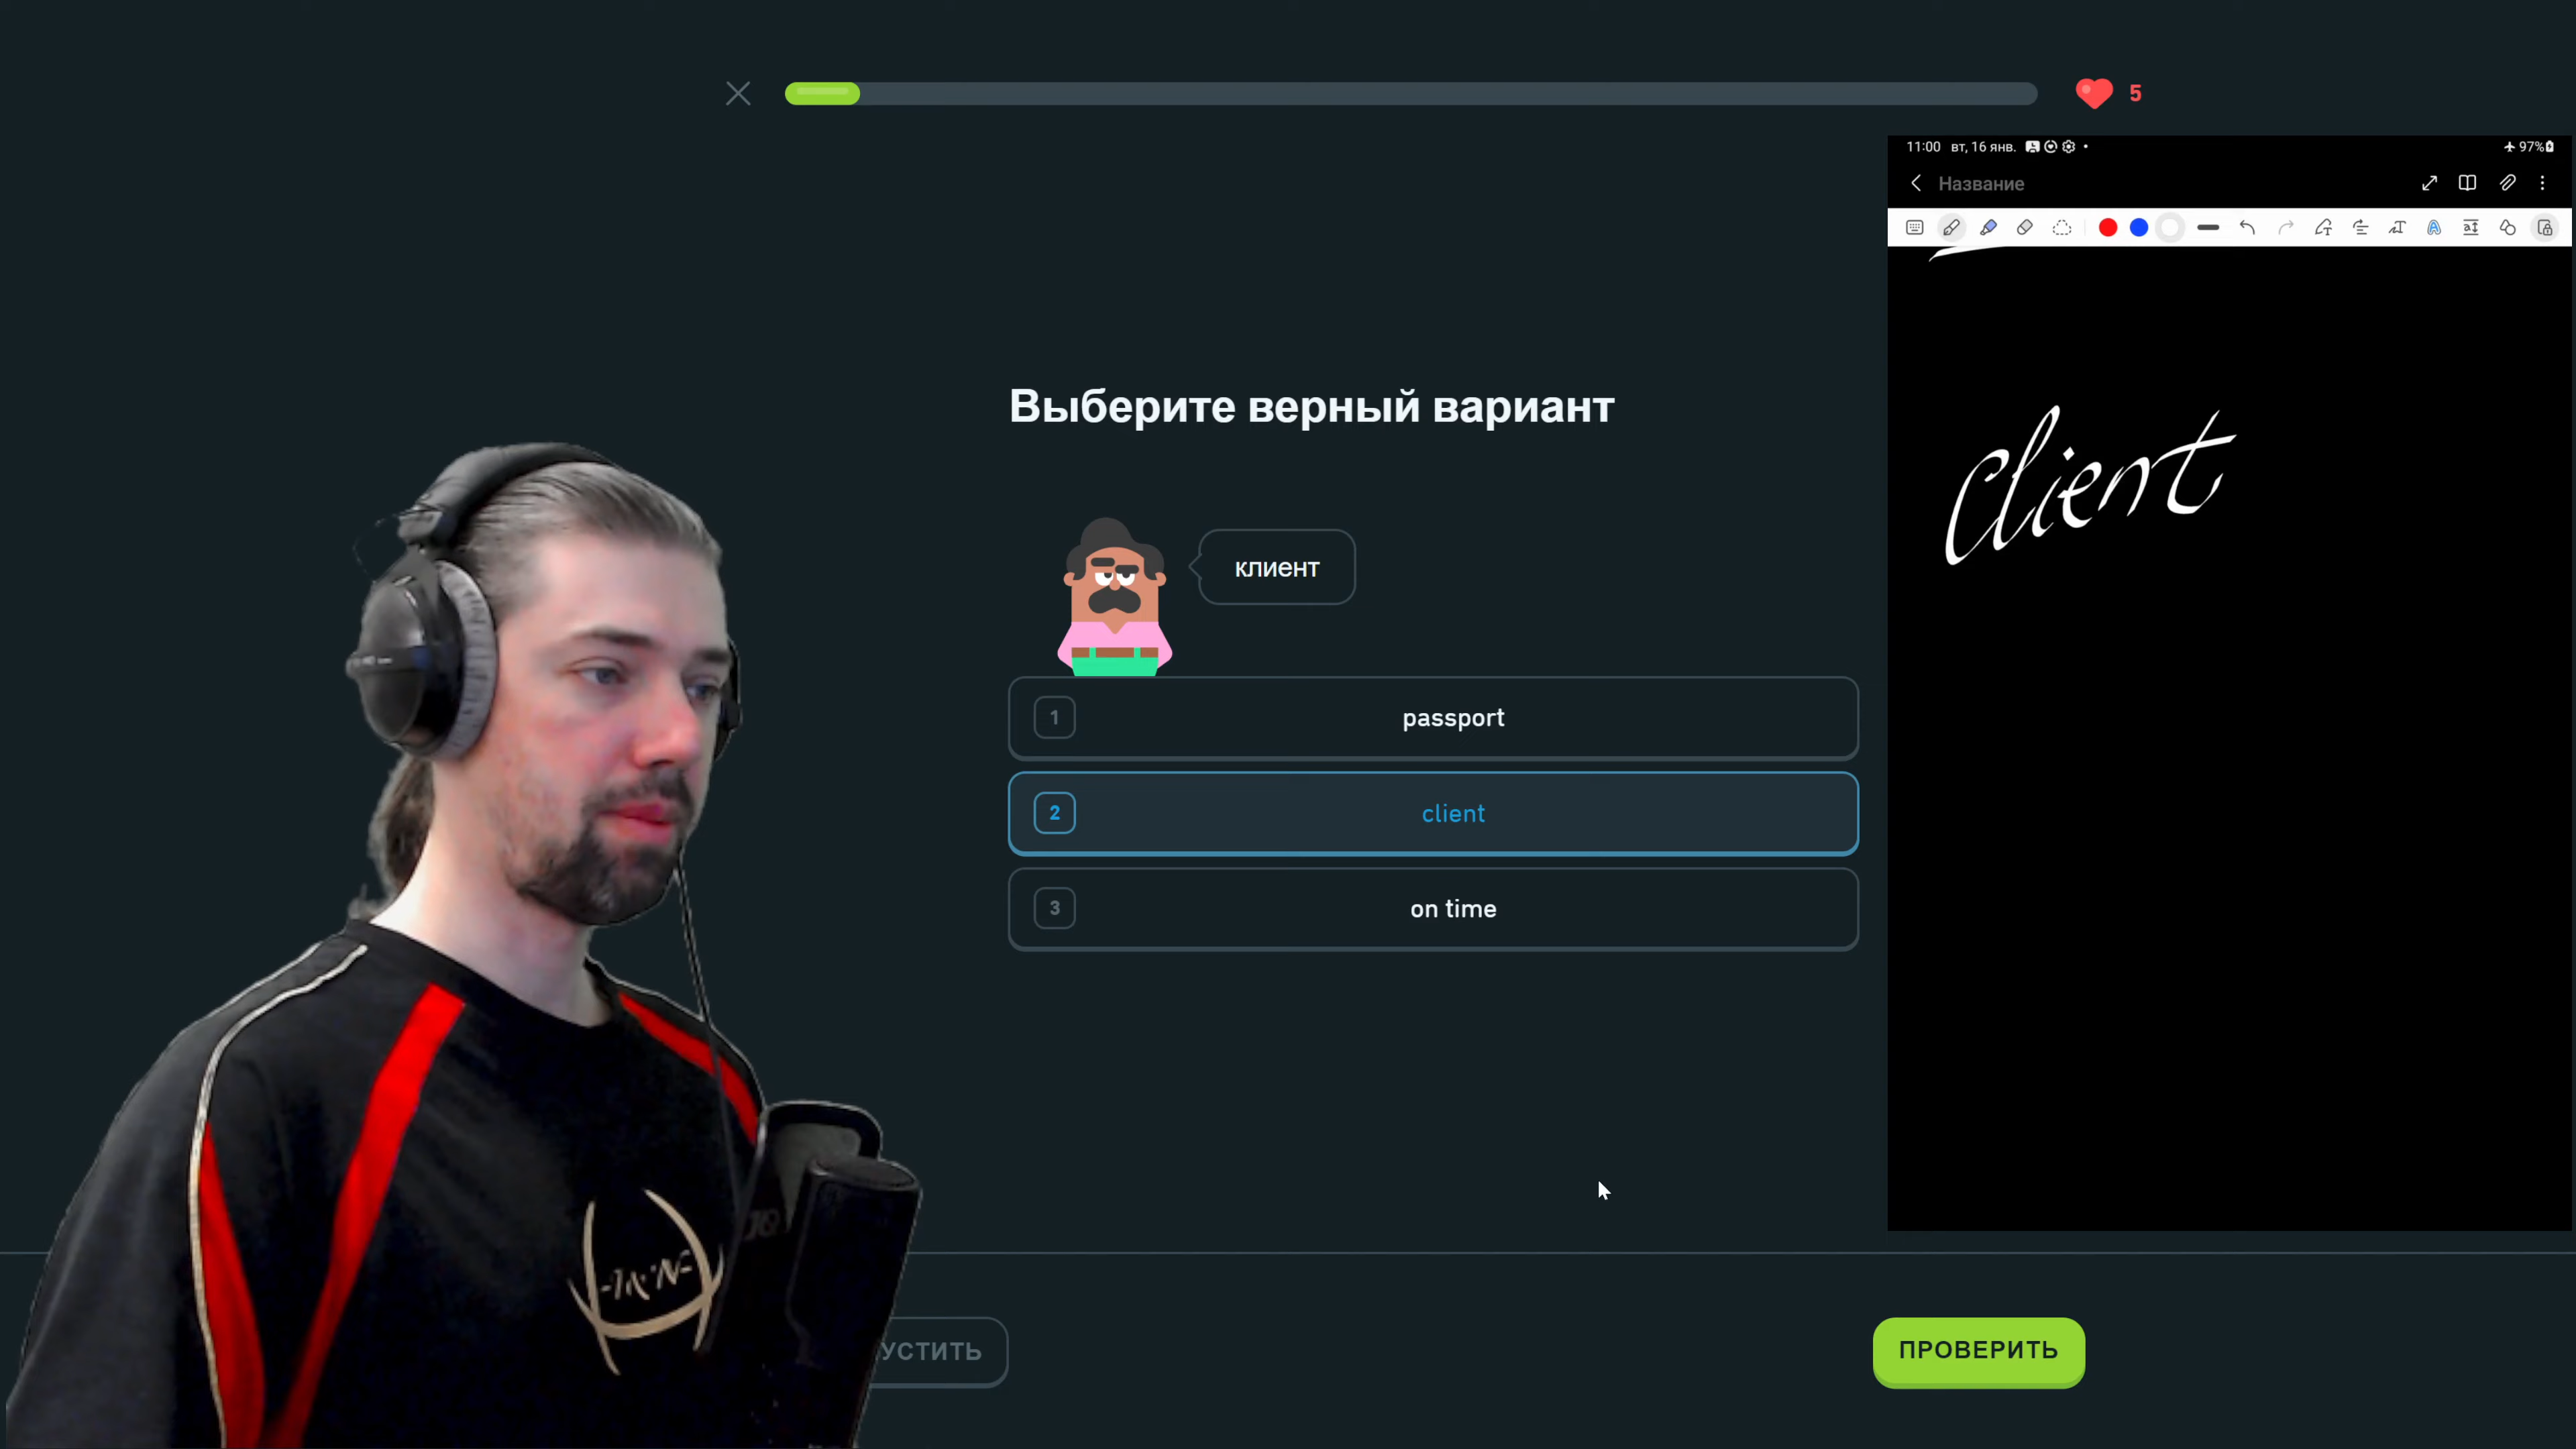 5
11:00 вт, 16 янв. 97%
Название
Client
Выберите верный вариант
клиент
1 passport
2 client
3 on time
УСТИТЬ
ПРОВЕРИТЬ